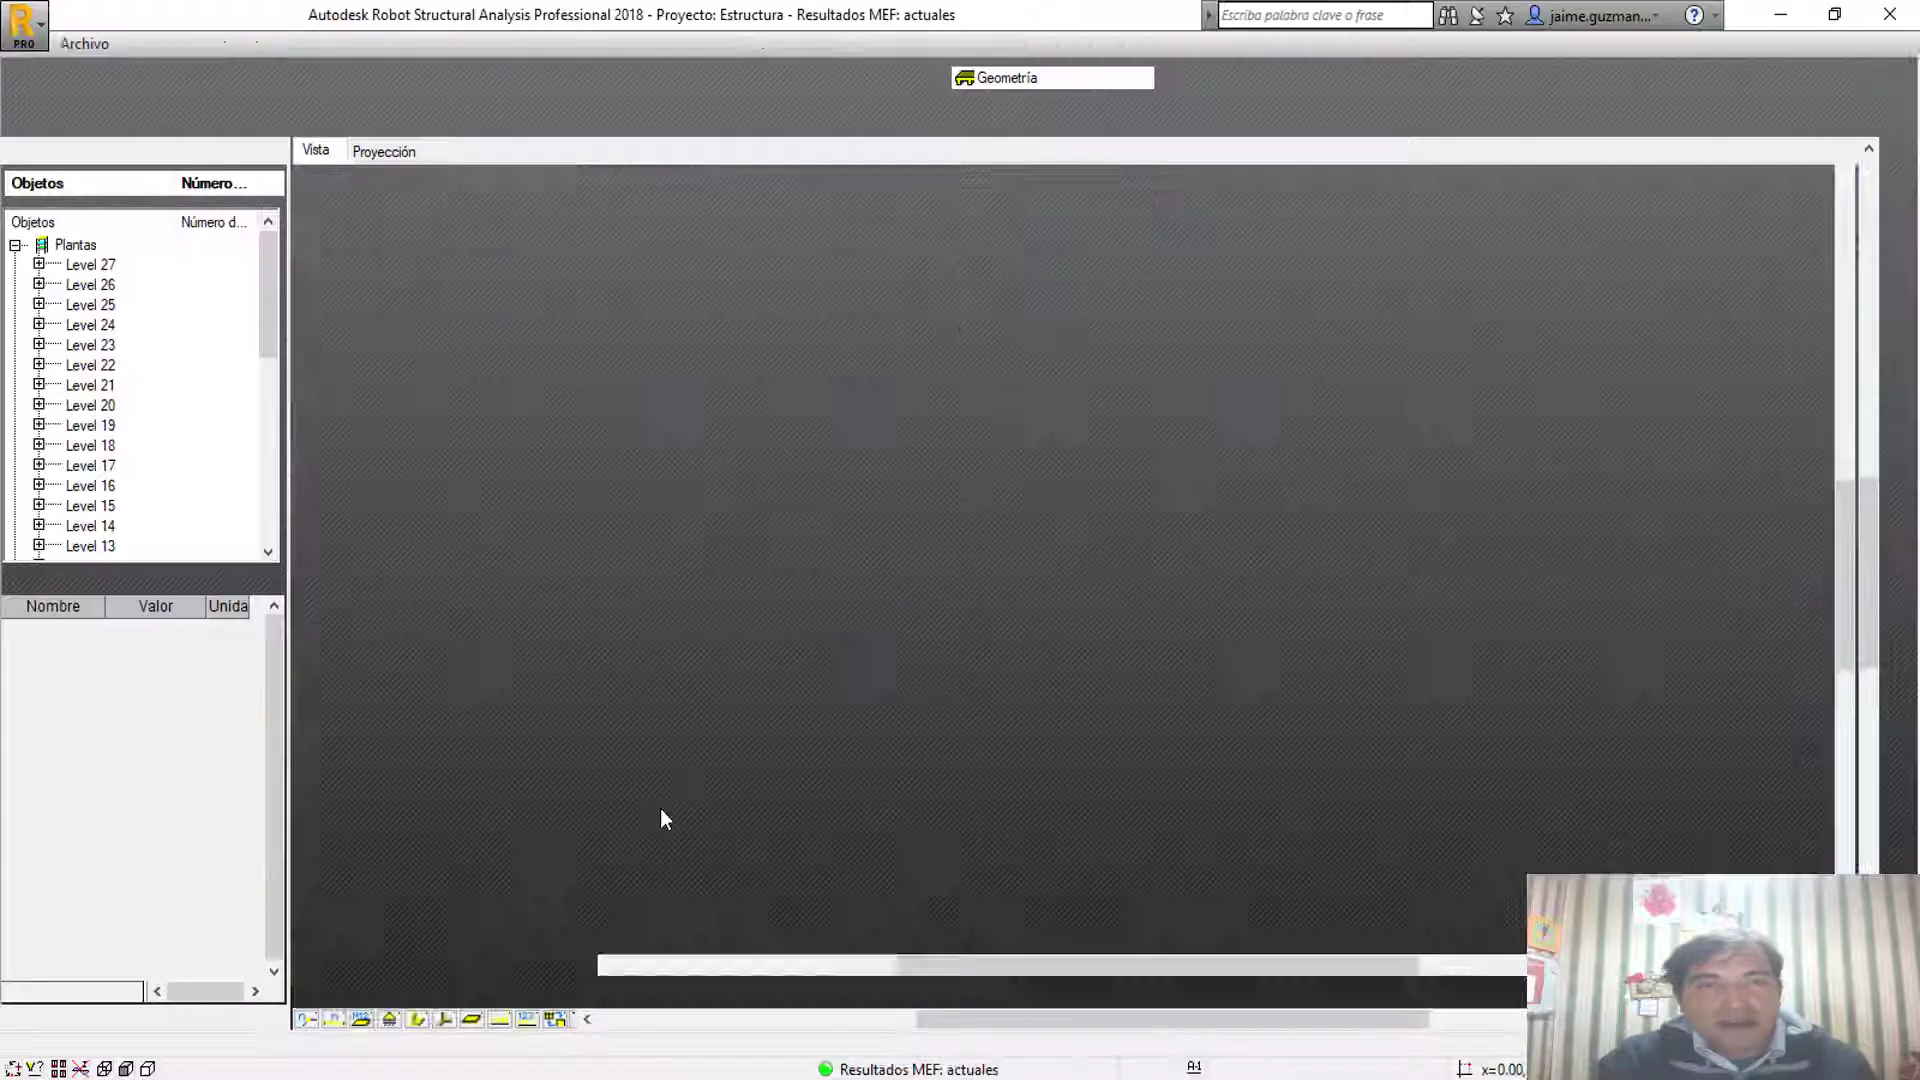 Autodesk Robot Structural Analysis Professional 2018 - Proyecto: Estructura - Resultados MEF: actuales
Escriba palabra clave o frase
jaime.guzman...
PRO
Archivo
Geometría
Vista
Proyección
Objetos
Número...
Objetos
Número d...
Plantas
Level 27
Level 26
Level 25
Level 24
Level 23
Level 22
Level 21
Level 20
Level 19
Level 18
Level 17
Level 16
Level 15
Level 14
Level 13
Nombre
Valor
Unida
Resultados MEF: actuales
x=0.00,